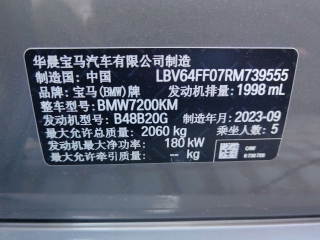 华晨宝马汽车有限公司制造
制造国：中国 LBV64FF07RM739555
品牌：宝马(BMW)牌 发动机排量：1998 mL
整车型号：BMW7200KM
发动机型号：B48B20G 制造年月：2023-09
最大允许总质量：2060 kg 乘坐人数：5
发动机最大净功率：180 kW
最大允许牵引质量：-- kg